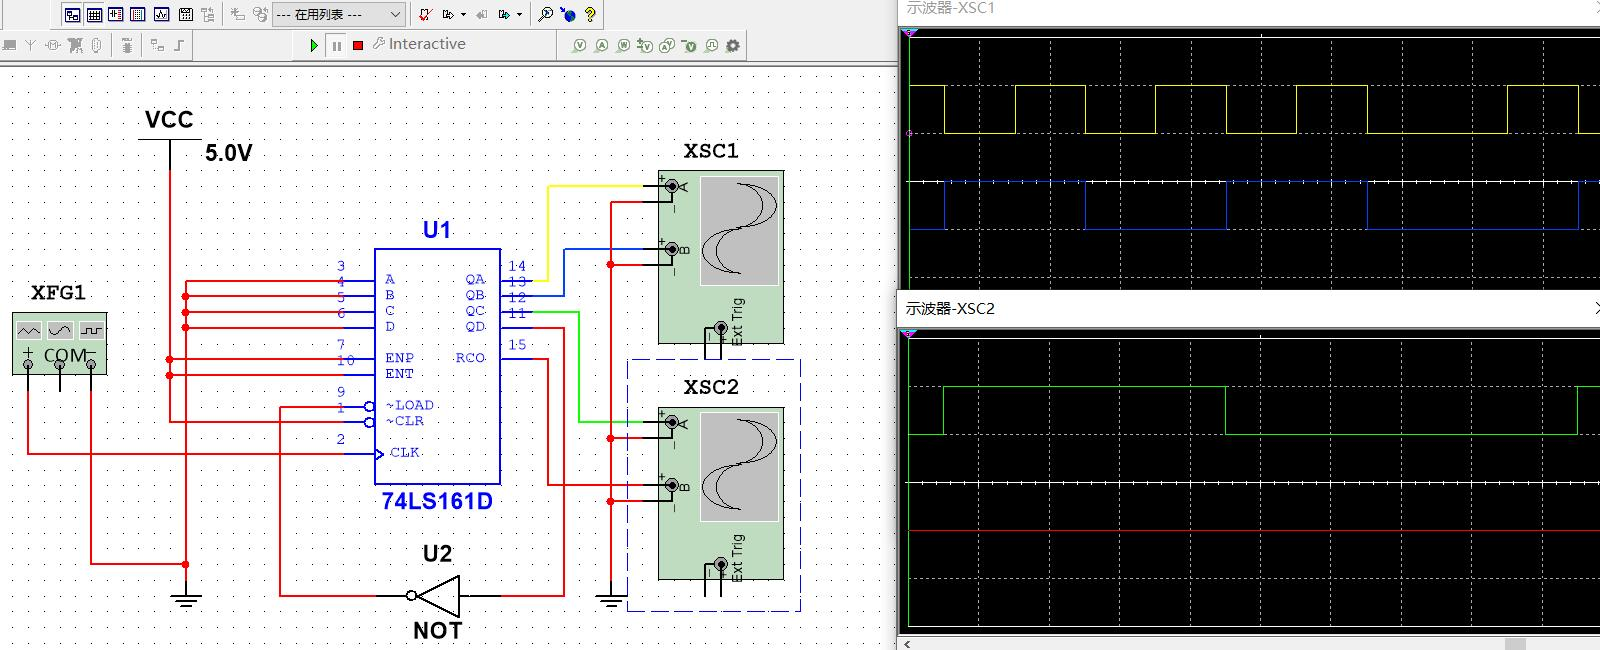 --- 在用列表 ---
Interactive
示波器-XSC1
VCC
5.0V
XSC1
U1
XFG1
COM
3
4
5
6
7
10
9
1
2
A
B
C
D
ENP
ENT
~LOAD
~CLR
CLK
QA
QB
QC
QD
RCO
14
13
12
11
15
74LS161D
A
B
Ext Trig
示波器-XSC2
XSC2
A
B
Ext Trig
U2
NOT